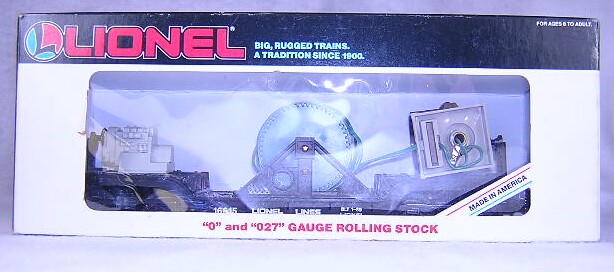 LIONEL
BIG, RUGGED TRAINS.
A TRADITION SINCE 1900.
FOR AGES 8 TO ADULT.
LIONEL LINES
MADE IN AMERICA
"O" and "027" GAUGE ROLLING STOCK